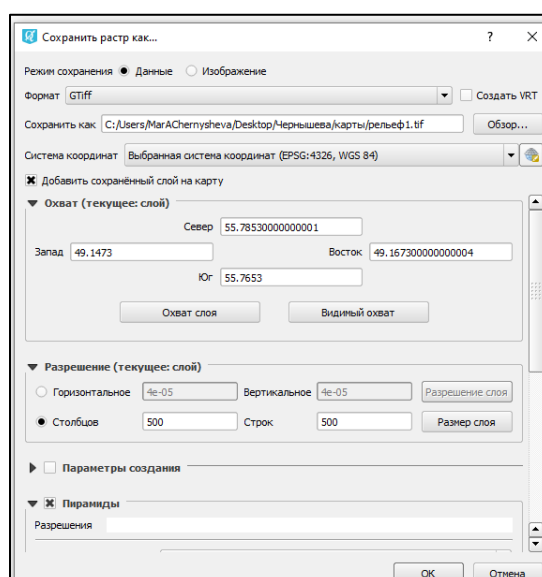 Сохранить растр как... ? ×
Режим сохранения Данные Изображение
Формат GTiff Создать VRT
Сохранить как C:/Users/MarAChernysheva/Desktop/Чернышева/карты/рельеф1.tif Обзор...
Система координат Выбранная система координат (EPSG:4326, WGS 84)
Добавить сохранённый слой на карту
Охват (текущее: слой)
Север 55.78530000000001
Запад 49.1473 Восток 49.167300000000004
Юг 55.7653
Охват слоя Видиный охват
Разрешение (текущее: слой)
Горизонтальное 4e-05 Вертикальное 4e-05 Разрешение слоя
Столбцов 500 Строк 500 Размер слоя
Параметры создания
Пирамиды
Разрешения
OK Отмена